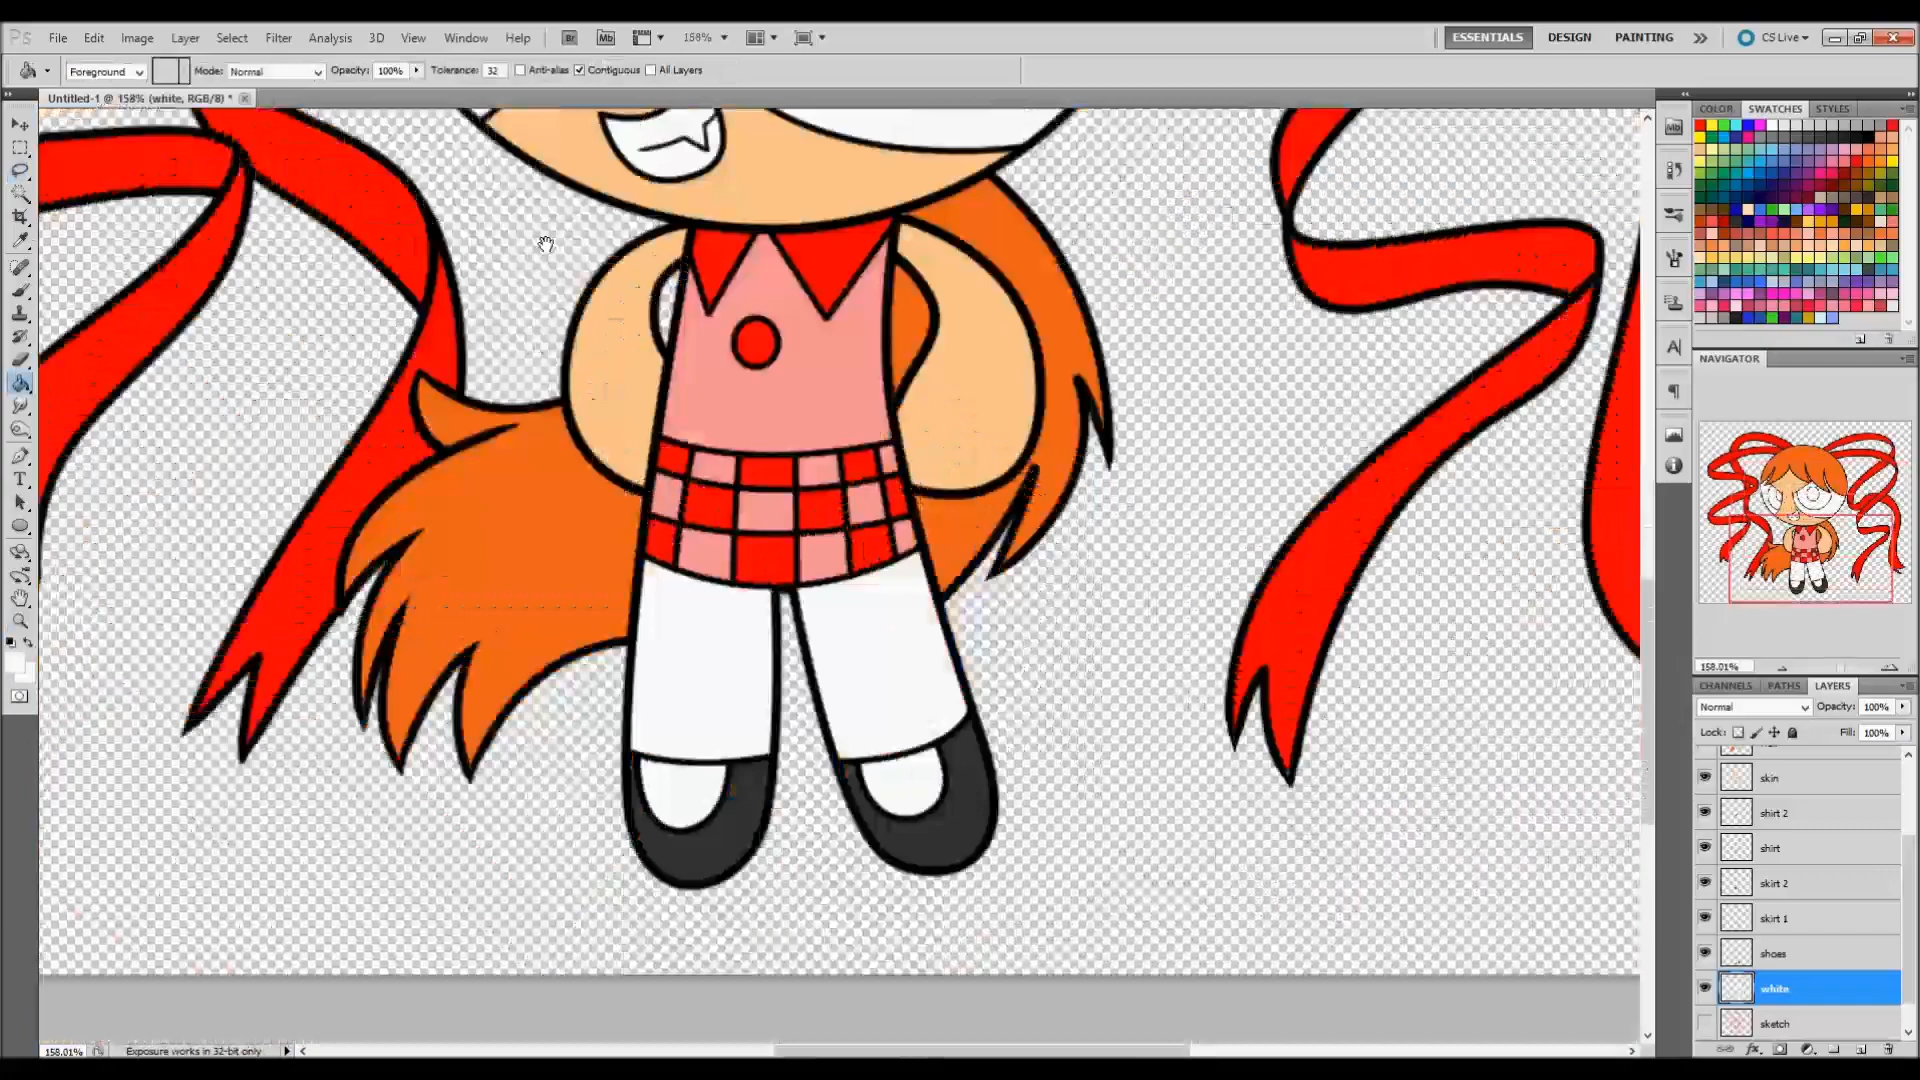 Ps File Edit Image Layer Select Filter Analysis 3D View Window Help Br Mb 158% ESSENTIALS DESIGN PAINTING CS Live
Foreground Mode: Normal Opacity: 100% Tolerance: 32 Anti-alias Contiguous All Layers
Untitled-1 @ 158% (white, RGB/8) *
COLOR SWATCHES STYLES
Mb
NAVIGATOR
158.01%
CHANNELS PATHS LAYERS
Normal Opacity: 100%
Lock: Fill: 100%
skin
shirt 2
shirt
skirt 2
skirt 1
shoes
white
sketch
158.01% Exposure works in 32-bit only